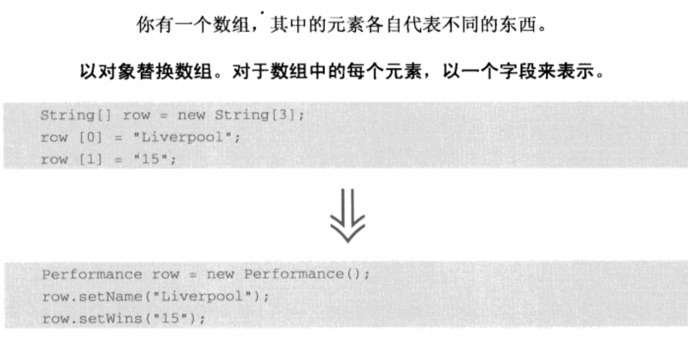 你有一个数组，其中的元素各自代表不同的东西。
以对象替换数组。对于数组中的每个元素，以一个字段来表示。
String[] row = new String[3];
row [0] = "Liverpool";
row [1] = "15";
Performance row = new Performance();
row.setName("Liverpool");
row.setWins("15");